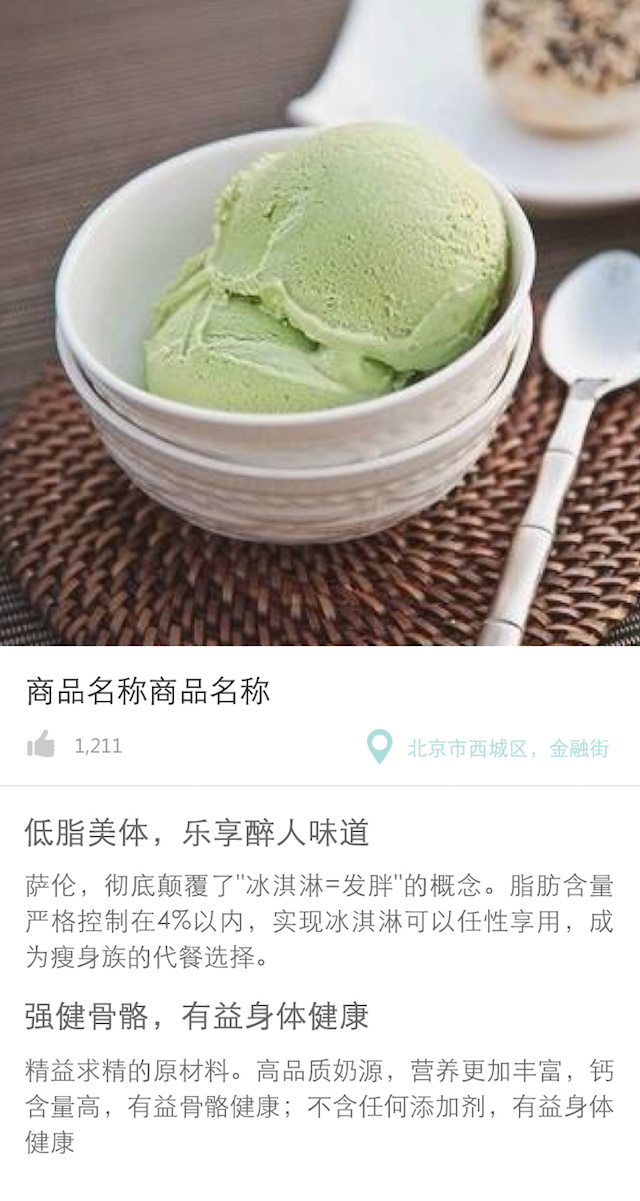 商品名称商品名称
1,211
北京市西城区，金融街
低脂美体，乐享醉人味道
萨伦，彻底颠覆了"冰淇淋=发胖"的概念。脂肪含量
严格控制在4%以内，实现冰淇淋可以任性享用，成
为瘦身族的代餐选择。
强健骨骼，有益身体健康
精益求精的原材料。高品质奶源，营养更加丰富，钙
含量高，有益骨骼健康；不含任何添加剂，有益身体
健康